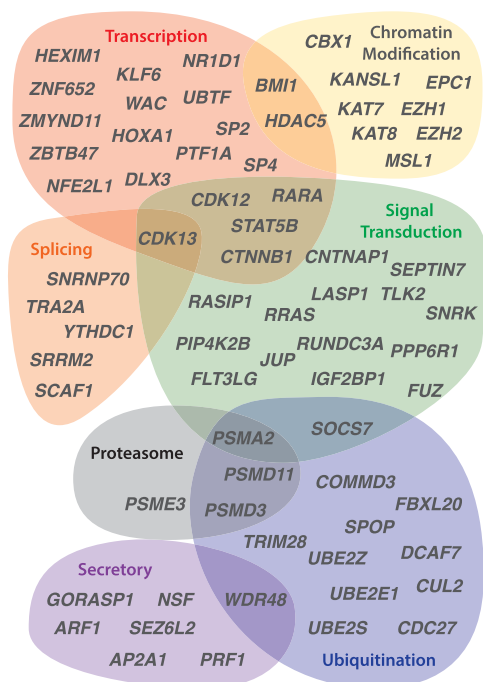 Transcription
HEXIM1
KLF6
NR1D1
ZNF652
WAC
UBTF
ZMYND11
HOXA1
SP2
ZBTB47
PTF1A
SP4
NFE2L1
DLX3
BMI1
HDAC5
Chromatin
Modification
CBX1
KANSL1
EPC1
KAT7
EZH1
KAT8
EZH2
MSL1
CDK12
RARA
STAT5B
CDK13
CTNNB1
Signal
Transduction
CNTNAP1
SEPTIN7
LASP1
TLK2
RASIP1
RRAS
SNRK
PIP4K2B
RUNDC3A
PPP6R1
JUP
FLT3LG
IGF2BP1
FUZ
Splicing
SNRNP70
TRA2A
YTHDC1
SRRM2
SCAF1
PSMA2
SOCS7
Proteasome
PSMD11
PSME3
PSMD3
COMMD3
FBXL20
SPOP
TRIM28
UBE2Z
DCAF7
UBE2E1
CUL2
UBE2S
CDC27
Ubiquitination
Secretory
GORASP1
NSF
WDR48
ARF1
SEZ6L2
AP2A1
PRF1